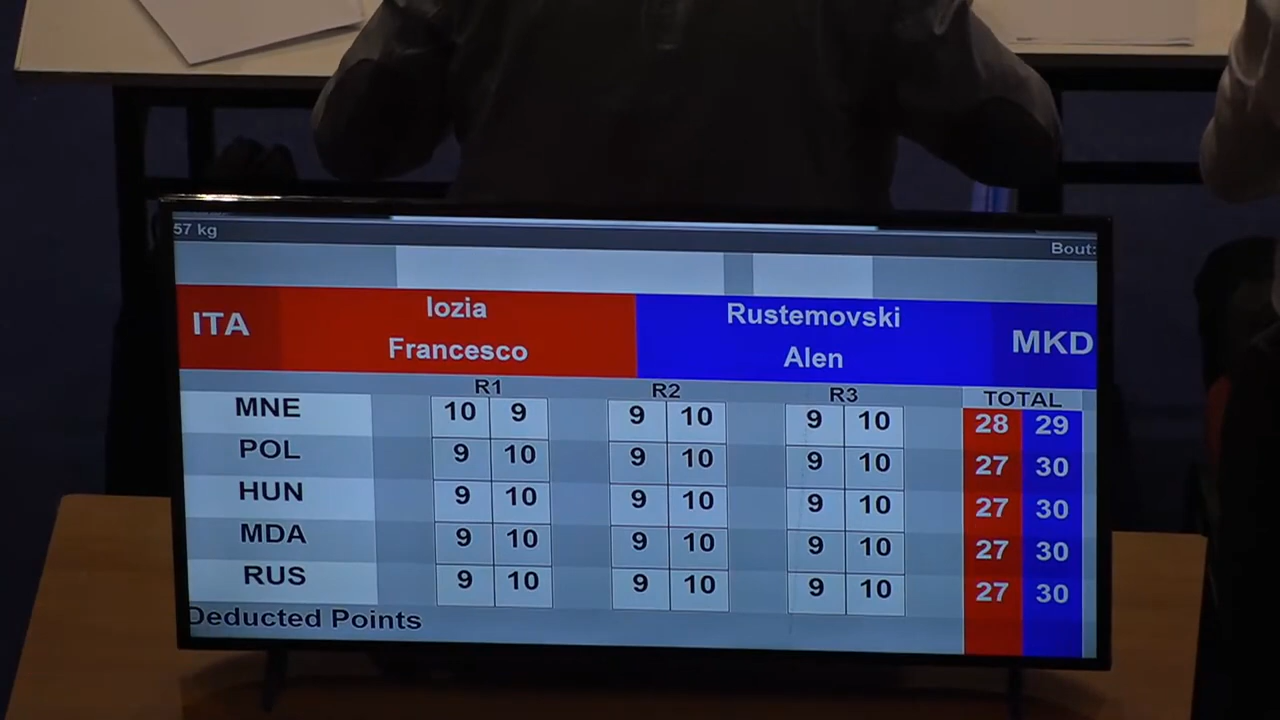 57 kg Bout:
ITA Iozia Francesco Rustemovski Alen MKD
R1 R2 R3 TOTAL
MNE 10 9 9 10 9 10 28 29
POL 9 10 9 10 9 10 27 30
HUN 9 10 9 10 9 10 27 30
MDA 9 10 9 10 9 10 27 30
RUS 9 10 9 10 9 10 27 30
Deducted Points